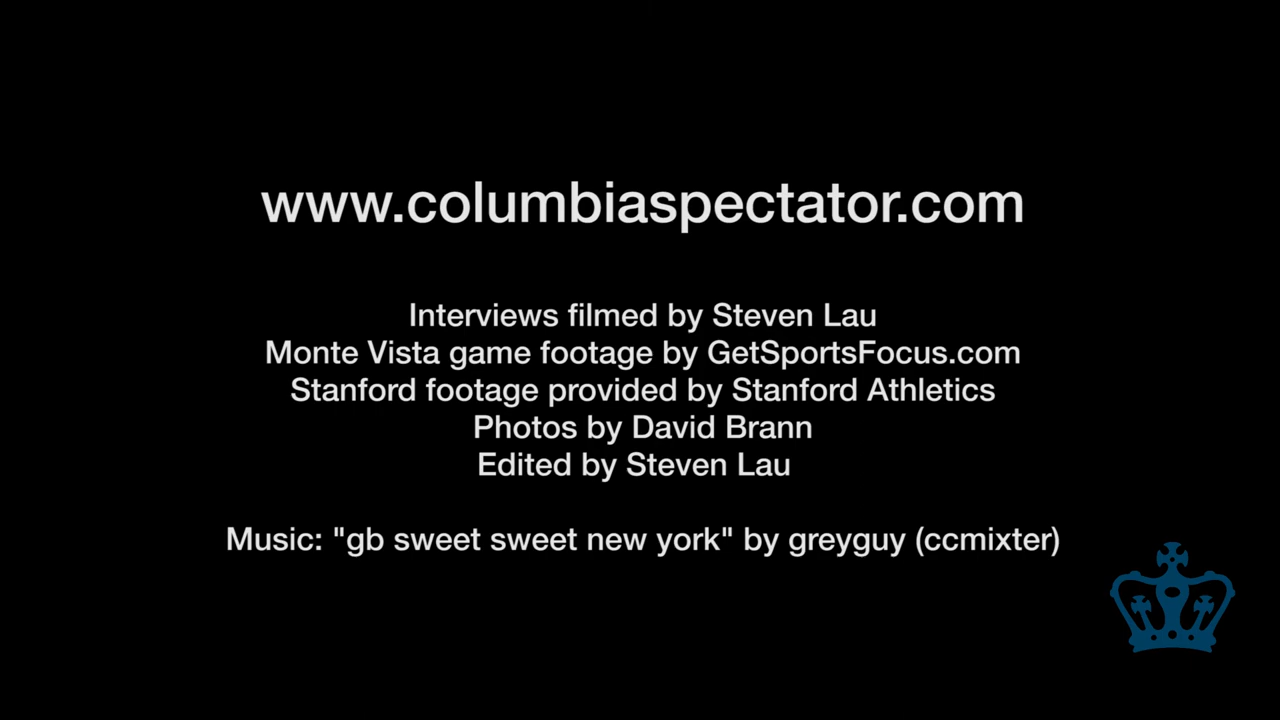 www.columbiaspectator.com
Interviews filmed by Steven Lau
Monte Vista game footage by GetSportsFocus.com
Stanford footage provided by Stanford Athletics
Photos by David Brann
Edited by Steven Lau
Music: "gb sweet sweet new york" by greyguy (ccmixter)